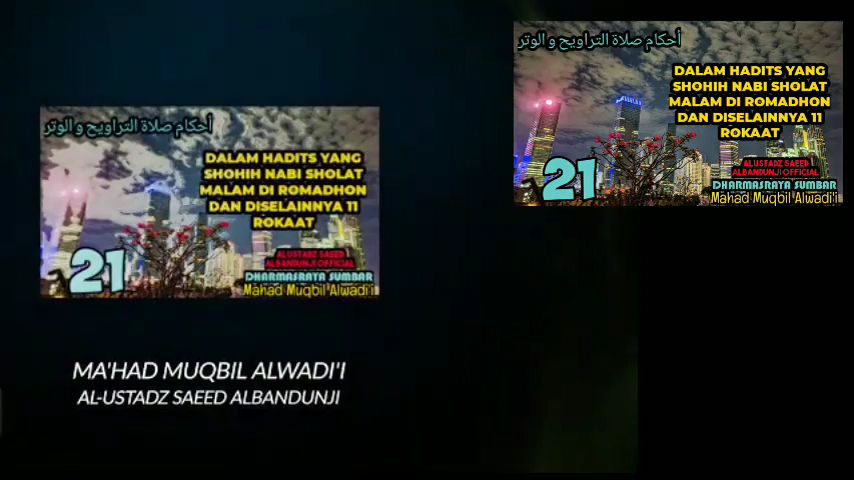 أحكام صلاة التراويح و الوتر
DALAM HADITS YANG
SHOHIH NABI SHOLAT
MALAM DI ROMADHON
DAN DISELAINNYA 11
ROKAAT
21
ALUSTADZ SAEED
ALBANDUNJI OFFICIAL
DHARMASRAYA SUMBAR
Mahad Muqbil Alwadi'i
MA'HAD MUQBIL ALWADI'I
AL-USTADZ SAEED ALBANDUNJI
أحكام صلاة التراويح و الوتر
DALAM HADITS YANG
SHOHIH NABI SHOLAT
MALAM DI ROMADHON
DAN DISELAINNYA 11
ROKAAT
21
ALUSTADZ SAEED
ALBANDUNJI OFFICIAL
DHARMASRAYA SUMBAR
Mahad Muqbil Alwadi'i